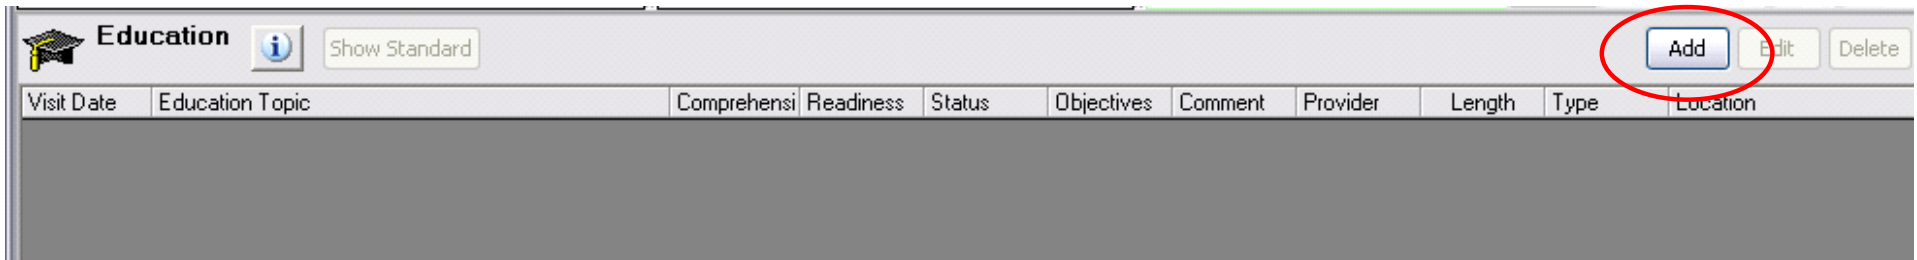 Education i Show Standard Add Edit Delete
Visit Date Education Topic Comprehensi Readiness Status Objectives Comment Provider Length Type Location